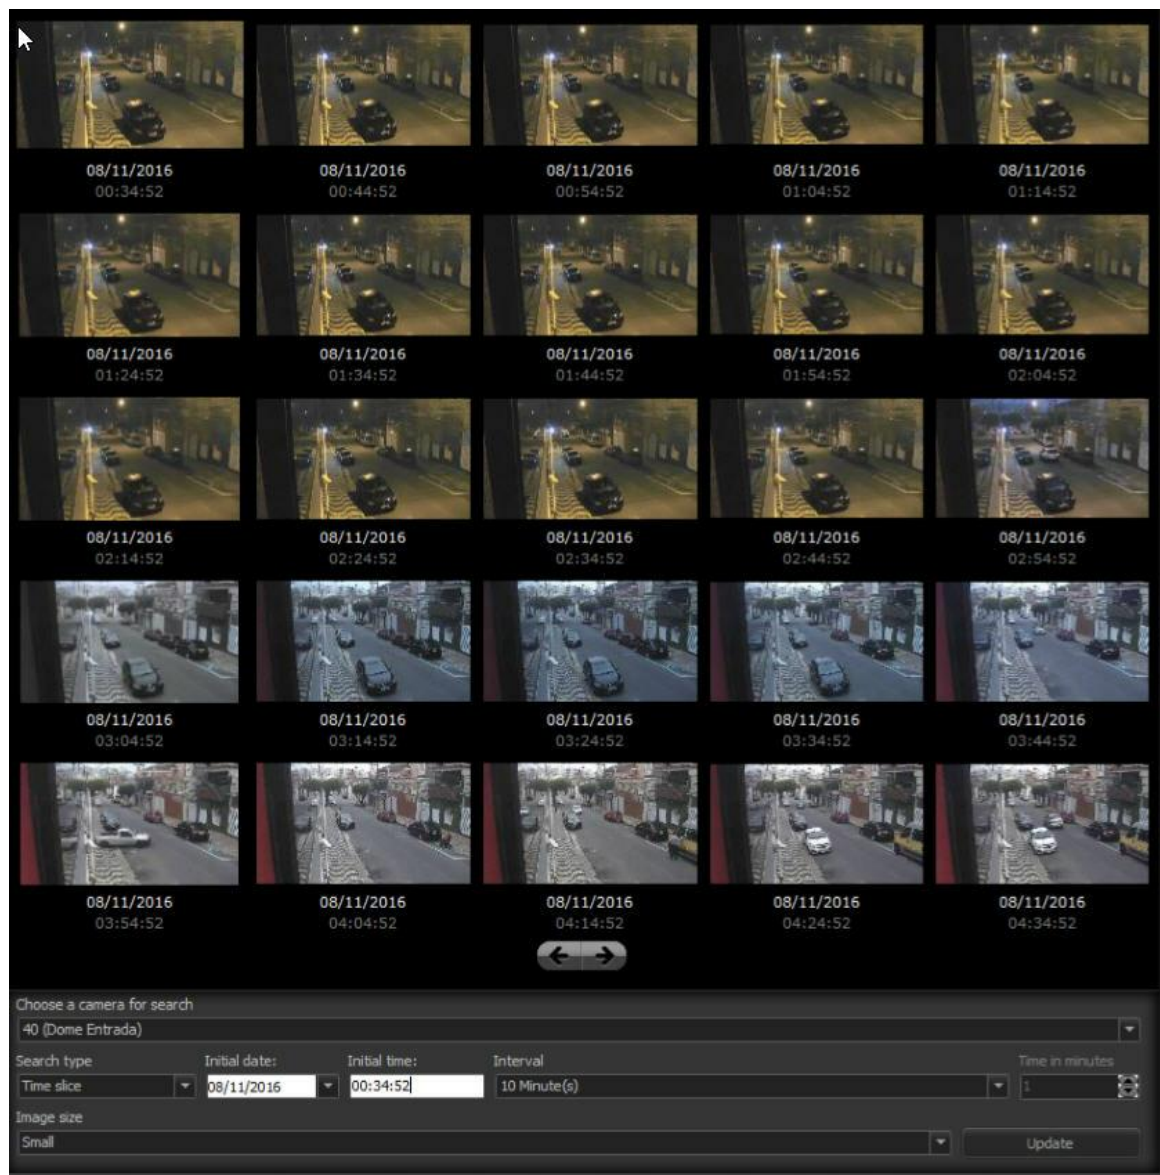 08/11/2016 08/11/2016 08/11/2016 08/11/2016 08/11/2016
00:34:52 00:44:52 00:54:52 01:04:52 01:14:52
08/11/2016 08/11/2016 08/11/2016 08/11/2016 08/11/2016
01:24:52 01:34:52 01:44:52 01:54:52 02:04:52
08/11/2016 08/11/2016 08/11/2016 08/11/2016 08/11/2016
02:14:52 02:24:52 02:34:52 02:44:52 02:54:52
08/11/2016 08/11/2016 08/11/2016 08/11/2016 08/11/2016
03:04:52 03:14:52 03:24:52 03:34:52 03:44:52
08/11/2016 08/11/2016 08/11/2016 08/11/2016 08/11/2016
03:54:52 04:04:52 04:14:52 04:24:52 04:34:52
Choose a camera for search
40 (Dome Entrada)
Search type Initial date: Initial time: Interval Time in minutes
Time slice 08/11/2016 00:34:52 10 Minute(s) 1
Image size
Small Update